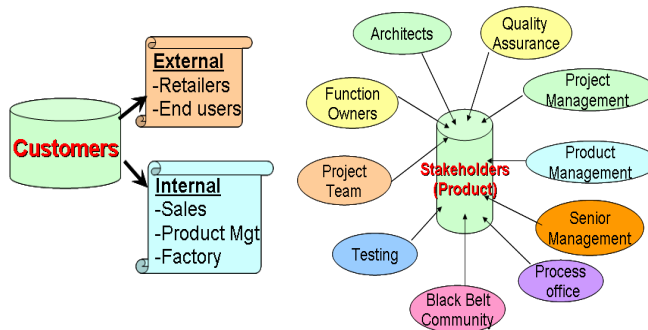 Customers
External
-Retailers
-End users
Internal
-Sales
-Product Mgt
-Factory
Architects
Quality
Assurance
Function
Owners
Project
Management
Project
Team
Stakeholders
(Product)
Product
Management
Testing
Senior
Management
Black Belt
Community
Process
office